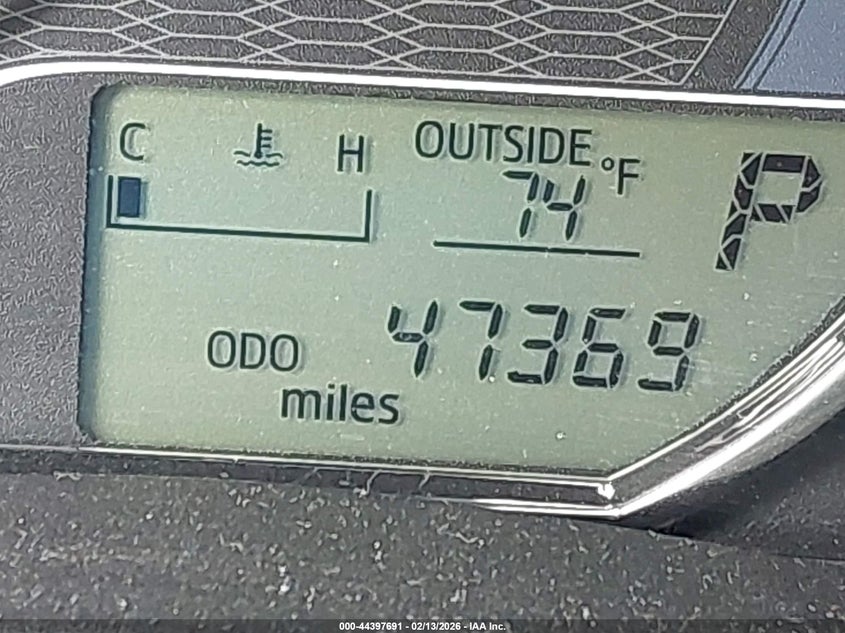 C H OUTSIDE °F
74 P
ODO 47369
miles
000-44397691 - 02/13/2026 - IAA Inc.